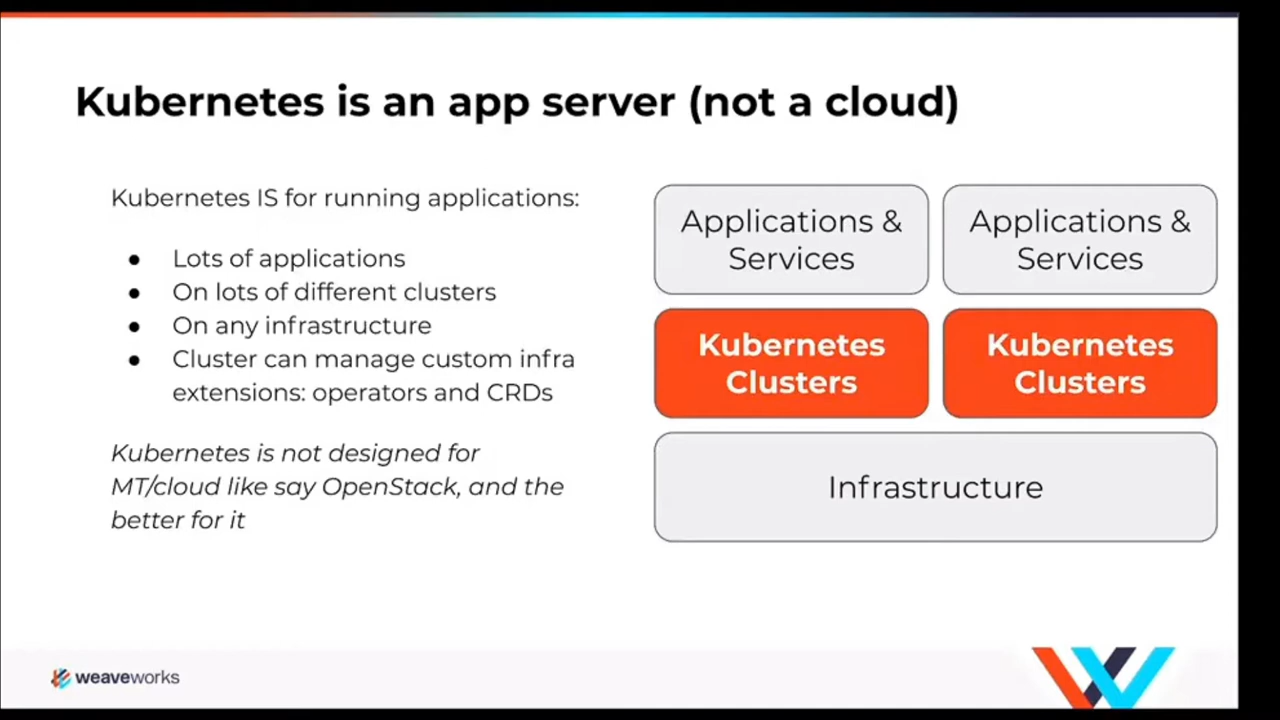 Kubernetes is an app server (not a cloud)
Kubernetes IS for running applications:
● Lots of applications
● On lots of different clusters
● On any infrastructure
● Cluster can manage custom infra
extensions: operators and CRDs
Kubernetes is not designed for
MT/cloud like say OpenStack, and the
better for it
Applications &
Services
Applications &
Services
Kubernetes
Clusters
Kubernetes
Clusters
Infrastructure
weaveworks